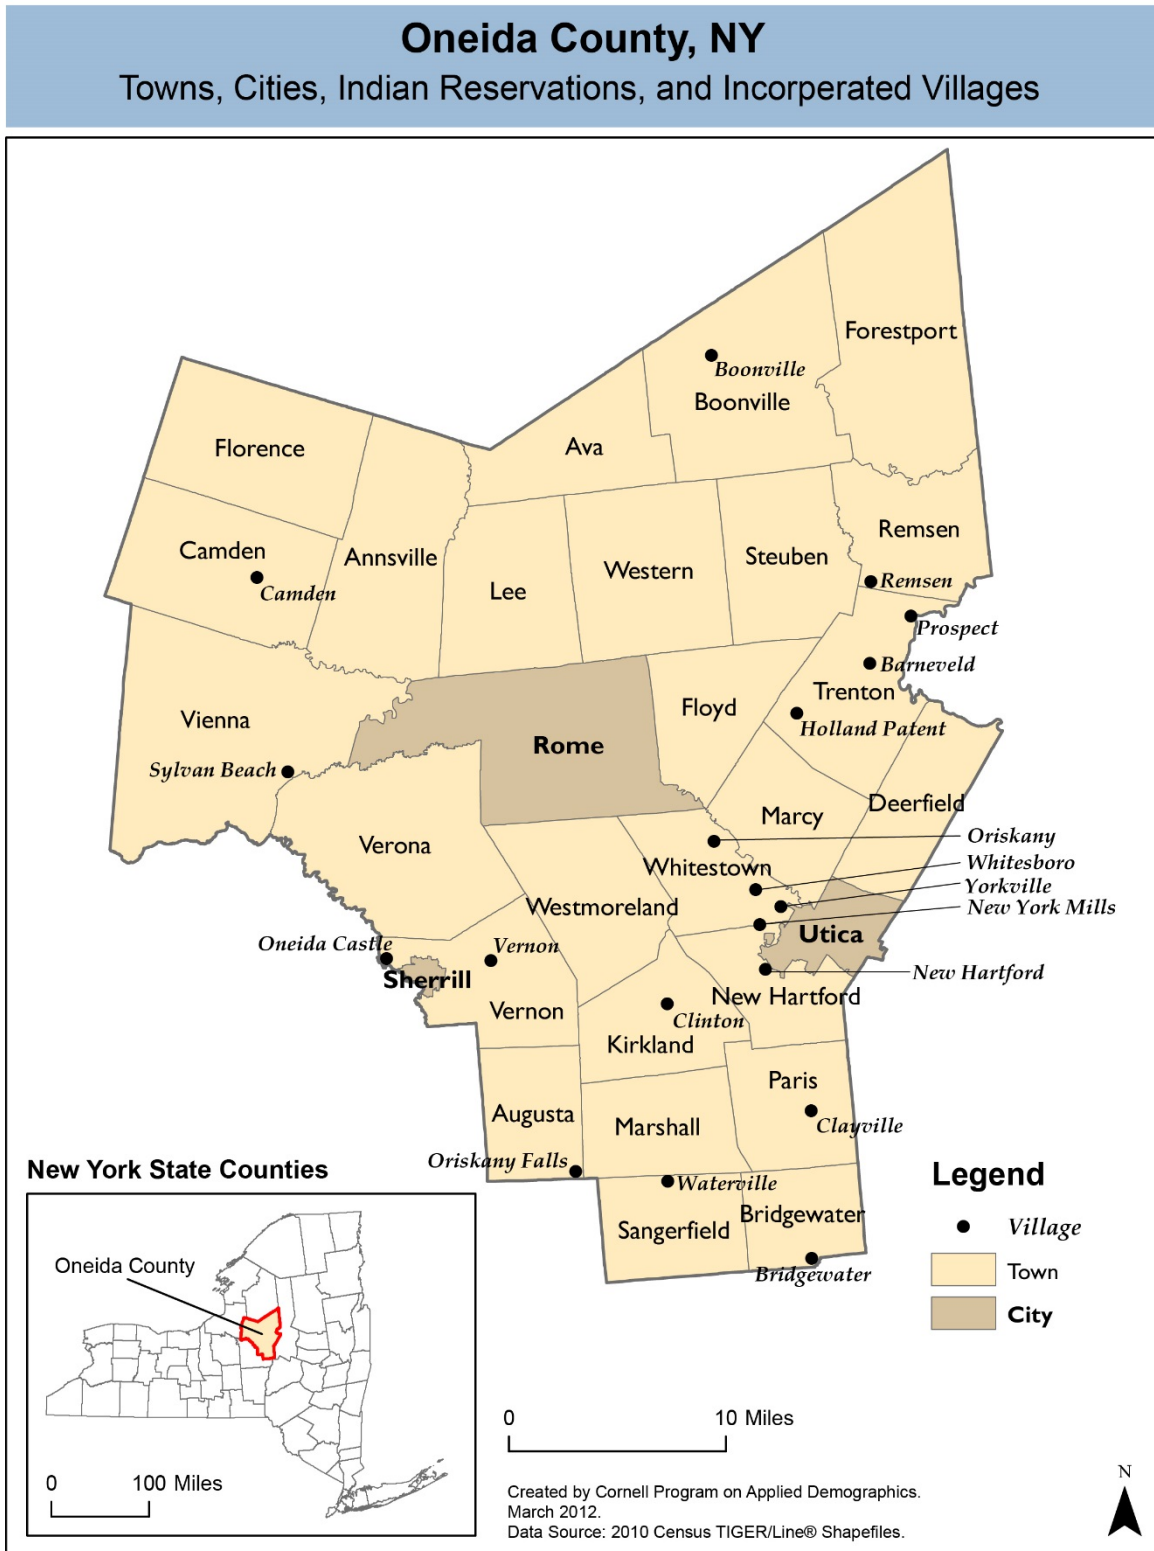 Oneida County, NY
Towns, Cities, Indian Reservations, and Incorperated Villages
Forestport
Boonville
Boonville
Florence
Ava
Camden
Camden
Annsville
Lee
Western
Steuben
Remsen
Remsen
Prospect
Barneveld
Trenton
Holland Patent
Floyd
Vienna
Rome
Sylvan Beach
Deerfield
Marcy
Verona
Oriskany
Whitestown
Whitesboro
Yorkville
New York Mills
Westmoreland
Utica
Oneida Castle
Vernon
Sherrill
New Hartford
New Hartford
Vernon
Clinton
Kirkland
Paris
Augusta
Marshall
Clayville
Oriskany Falls
Waterville
Sangerfield
Bridgewater
Bridgewater
New York State Counties
Oneida County
0 100 Miles
Legend
Village
Town
City
0 10 Miles
Created by Cornell Program on Applied Demographics.
March 2012.
Data Source: 2010 Census TIGER/Line® Shapefiles.
N